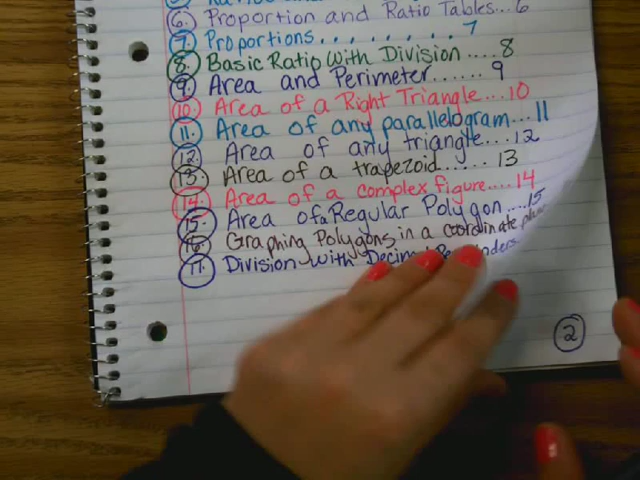 6. Proportion and Ratio Tables...6
7. Proportions.........7
8. Basic Ratio with Division....8
9. Area and Perimeter.......9
10. Area of a Right Triangle...10
11. Area of any parallelogram...11
12. Area of any triangle...12
13. Area of a trapezoid......13
14. Area of a complex figure....14
15. Area of a Regular Polygon....15
16. Graphing Polygons in a coordinate
17. Division with
2